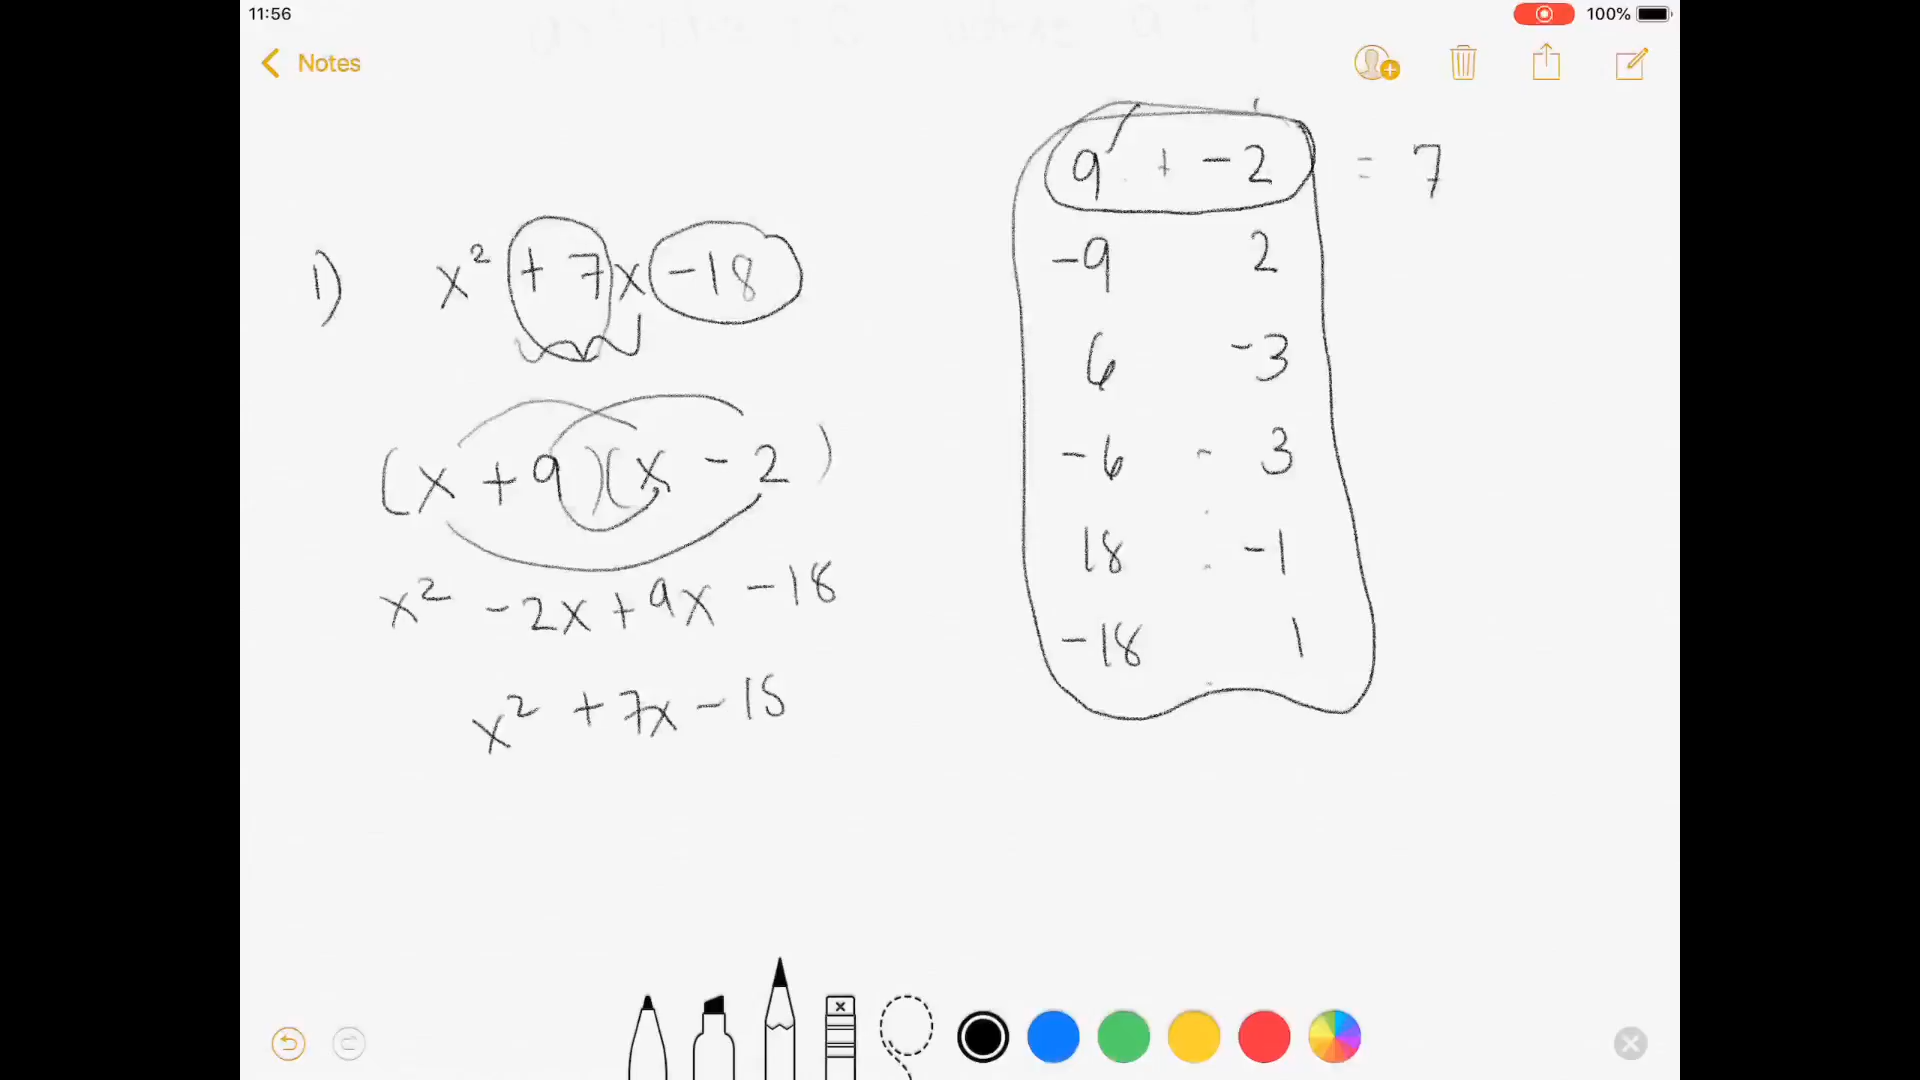 11:56
100%
Notes
9 + -2 = 7
-9 2
1) x² + 7x -18
6 -3
(x + 9)(x - 2)
-6 3
18 -1
x² - 2x + 9x - 18
-18 1
x² + 7x - 18